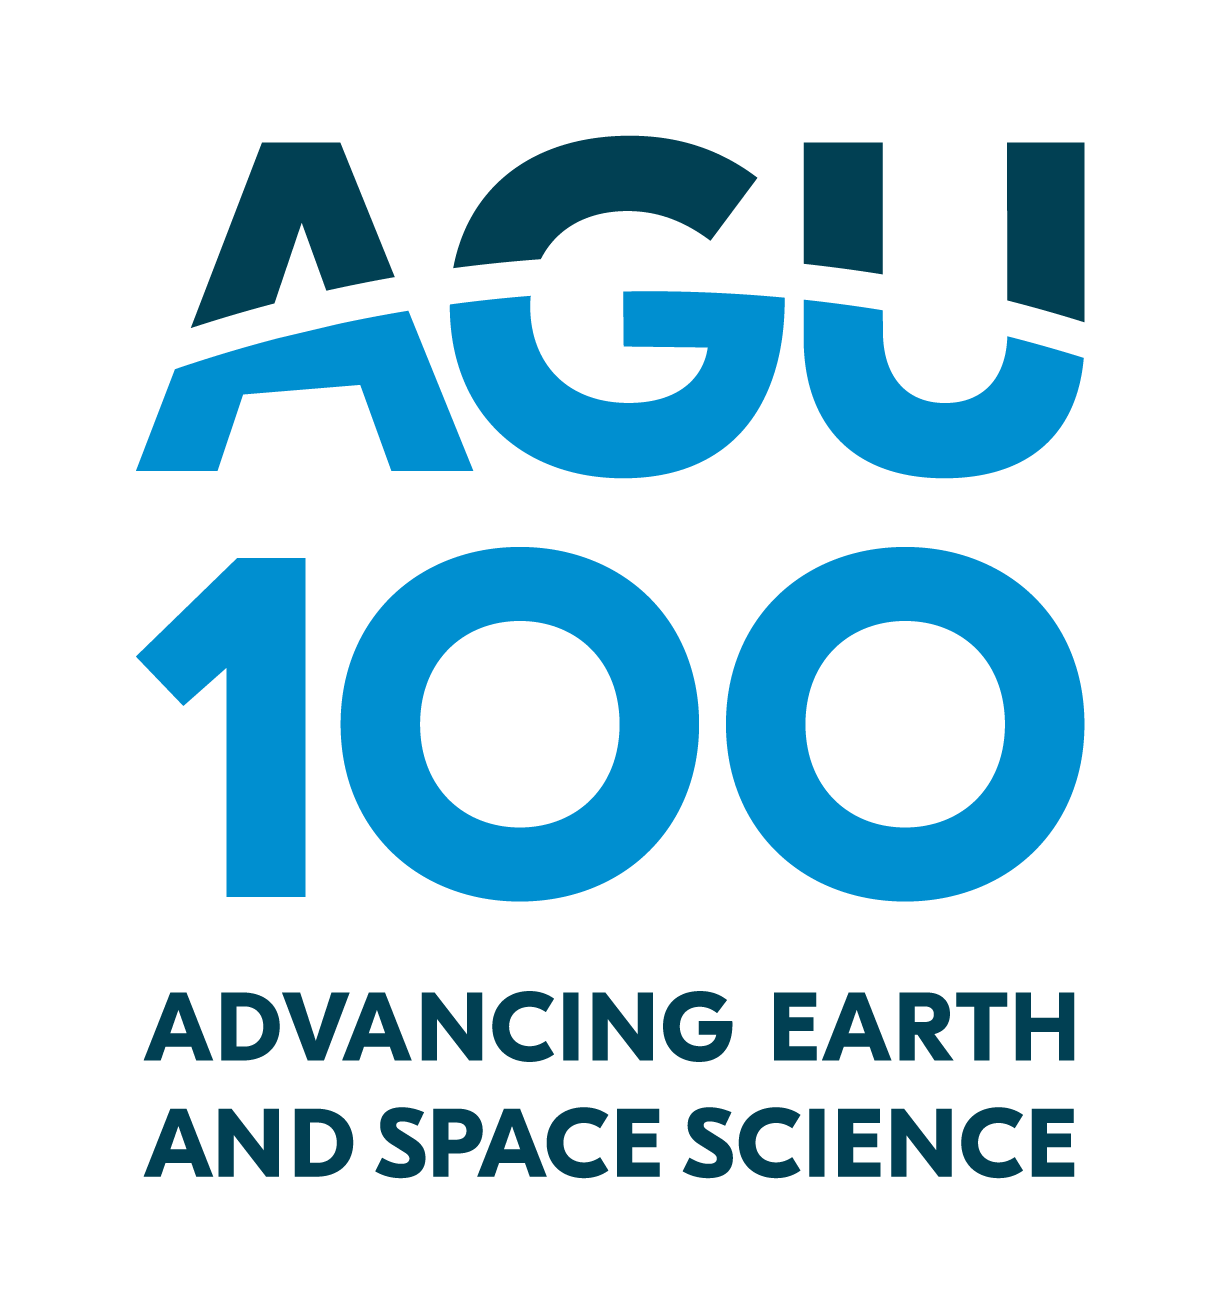 AGU
100
ADVANCING EARTH
AND SPACE SCIENCE